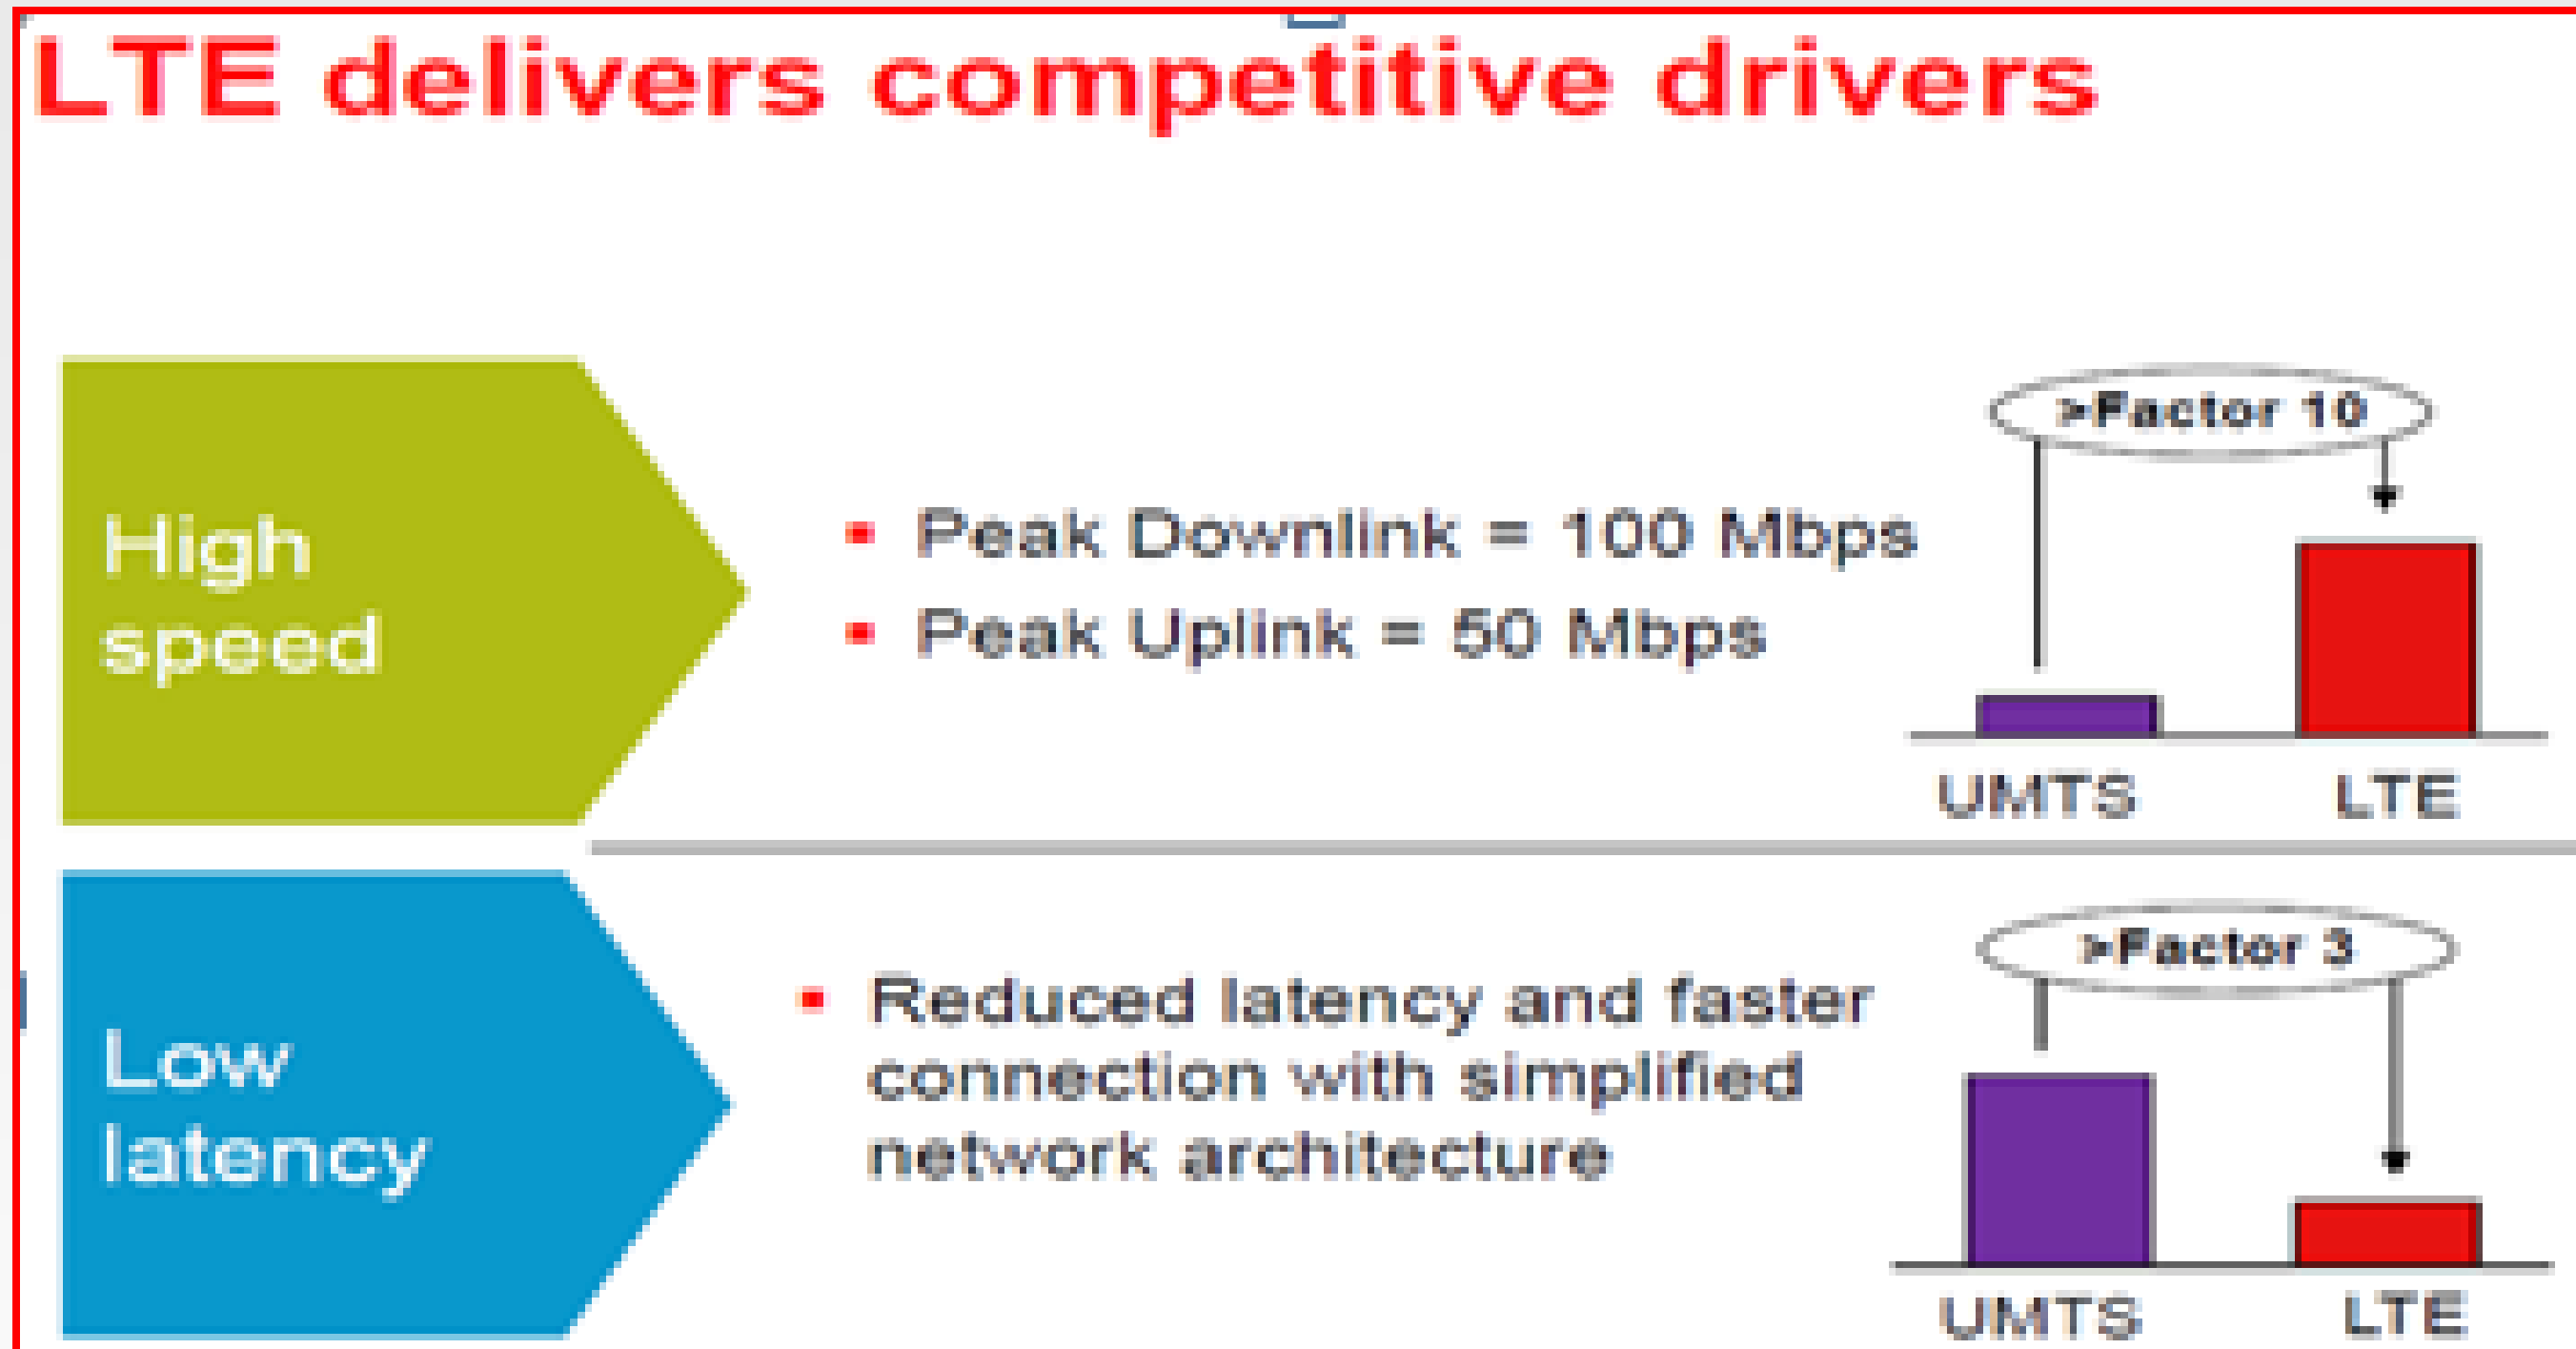 LTE delivers competitive drivers
High
speed
▪ Peak Downlink = 100 Mbps
▪ Peak Uplink = 50 Mbps
>Factor 10
UMTS LTE
Low
latency
▪ Reduced latency and faster
connection with simplified
network architecture
>Factor 3
UMTS LTE